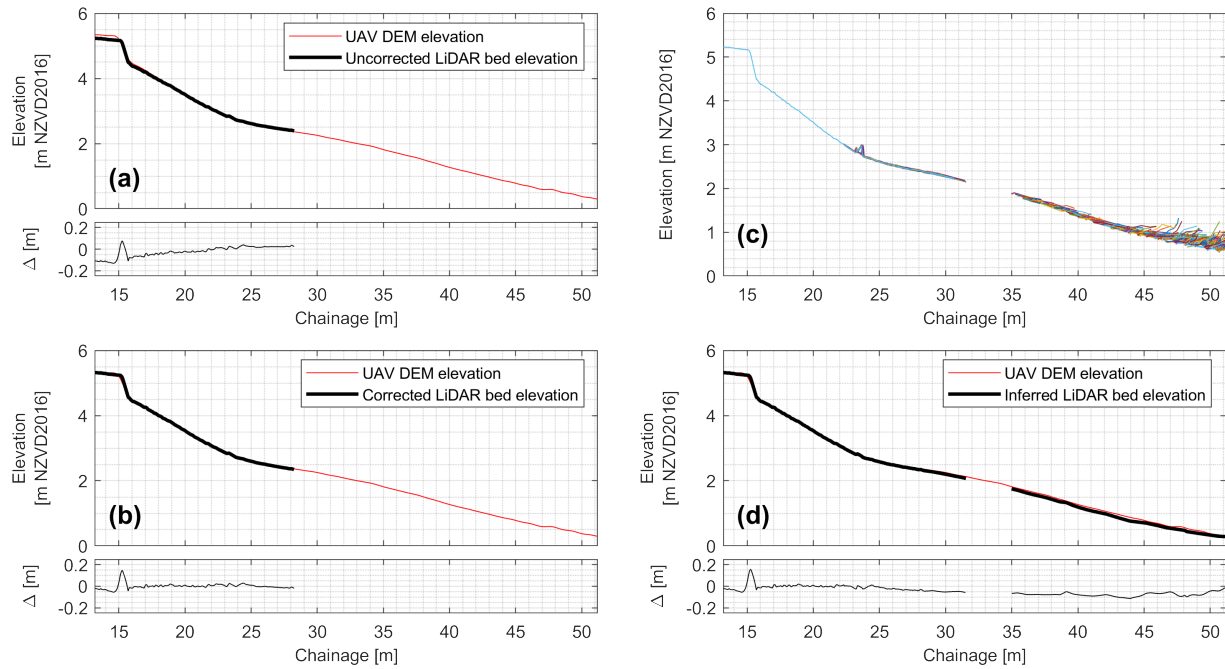 6
4
2
0
Elevation
[m NZVD2016]
UAV DEM elevation
Uncorrected LiDAR bed elevation
(a)
0.2
0
-0.2
Δ [m]
15 20 25 30 35 40 45 50
Chainage [m]
6
4
2
0
Elevation
[m NZVD2016]
UAV DEM elevation
Corrected LiDAR bed elevation
(b)
0.2
0
-0.2
Δ [m]
15 20 25 30 35 40 45 50
Chainage [m]
6
5
4
3
2
1
0
Elevation [m NZVD2016]
(c)
15 20 25 30 35 40 45 50
Chainage [m]
6
4
2
0
Elevation
[m NZVD2016]
UAV DEM elevation
Inferred LiDAR bed elevation
(d)
0.2
0
-0.2
Δ [m]
15 20 25 30 35 40 45 50
Chainage [m]